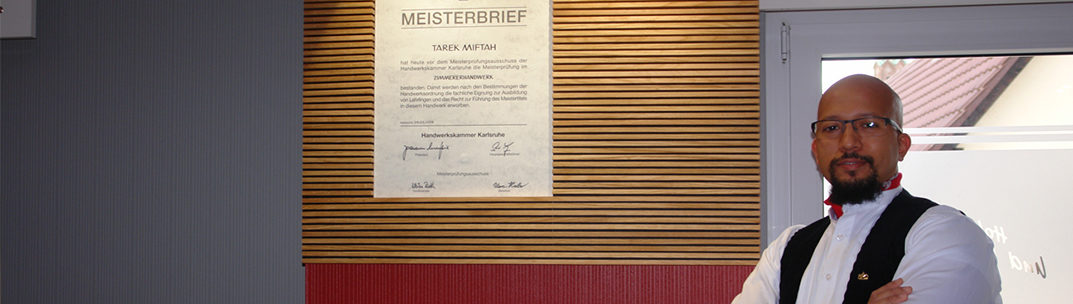 MEISTERBRIEF
TAREK MIFTAH
hat heute vor dem Meisterprüfungsausschuss der
Handwerkskammer Karlsruhe die Meisterprüfung im
ZIMMERERHANDWERK
bestanden. Damit werden nach den Bestimmungen der
Handwerksordnung die fachliche Eignung zur Ausbildung
von Lehrlingen und das Recht zur Führung des Meistertitels
in diesem Handwerk erworben.
Handwerkskammer Karlsruhe
Präsident
Meisterprüfungsausschuss